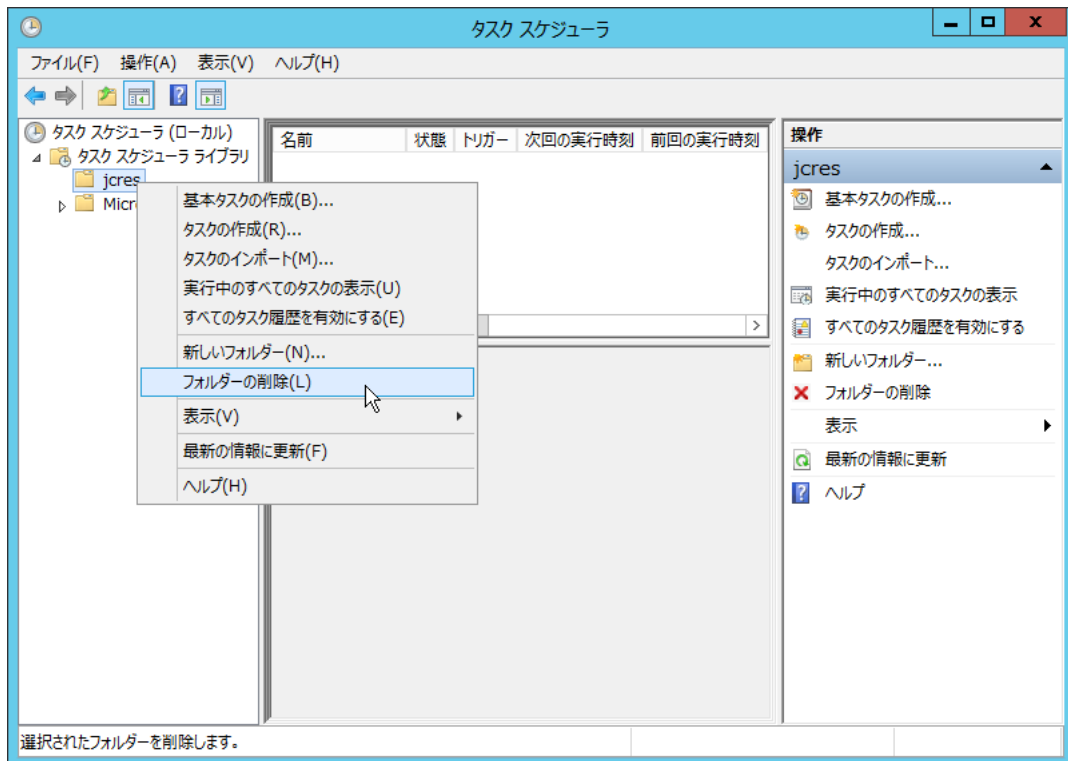 タスク スケジューラ
ファイル(F) 操作(A) 表示(V) ヘルプ(H)
タスク スケジューラ (ローカル)
タスク スケジューラ ライブラリ
jcres
Micr
基本タスクの作成(B)...
タスクの作成(R)...
タスクのインポート(M)...
実行中のすべてのタスクの表示(U)
すべてのタスク履歴を有効にする(E)
新しいフォルダー(N)...
フォルダーの削除(L)
表示(V)
最新の情報に更新(F)
ヘルプ(H)
名前 状態 トリガー 次回の実行時刻 前回の実行時刻
操作
jcres
基本タスクの作成...
タスクの作成...
タスクのインポート...
実行中のすべてのタスクの表示
すべてのタスク履歴を有効にする
新しいフォルダー...
フォルダーの削除
表示
最新の情報に更新
ヘルプ
選択されたフォルダーを削除します。